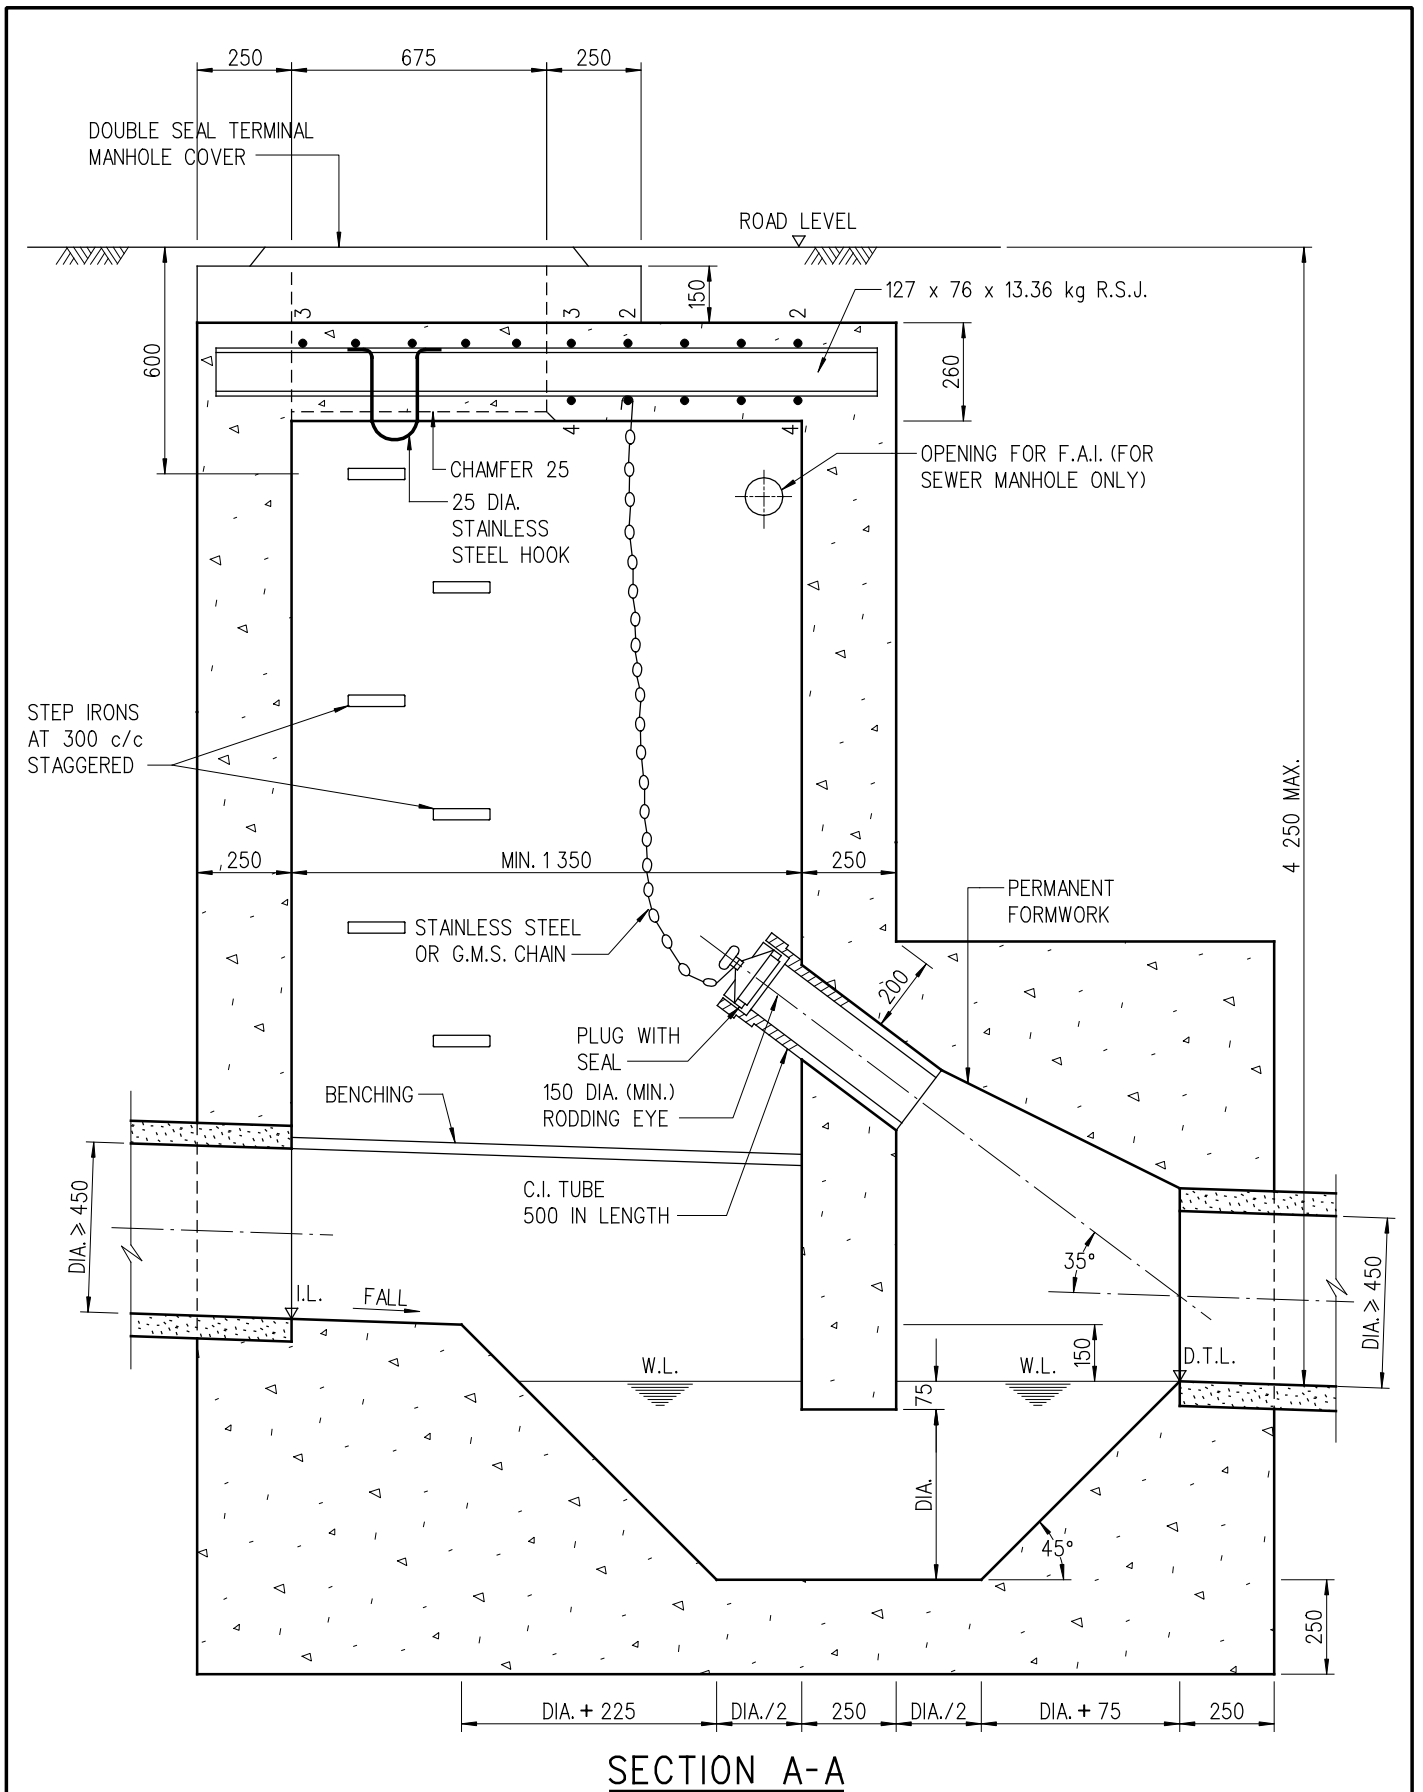 250
675
250
DOUBLE SEAL TERMINAL
MANHOLE COVER
ROAD LEVEL
127 x 76 x 13.36 kg R.S.J.
150
3
3
2
2
600
260
4
4
OPENING FOR F.A.I. (FOR
SEWER MANHOLE ONLY)
CHAMFER 25
25 DIA.
STAINLESS
STEEL HOOK
STEP IRONS
AT 300 c/c
STAGGERED
4 250 MAX.
250
MIN. 1 350
250
PERMANENT
FORMWORK
STAINLESS STEEL
OR G.M.S. CHAIN
200
PLUG WITH
SEAL
150 DIA. (MIN.)
RODDING EYE
BENCHING
C.I. TUBE
500 IN LENGTH
DIA. ⩾ 450
35°
I.L.
FALL
DIA. ⩾ 450
150
W.L.
W.L.
D.T.L.
75
DIA.
45°
250
DIA. + 225
DIA./2
250
DIA./2
DIA. + 75
250
SECTION A-A